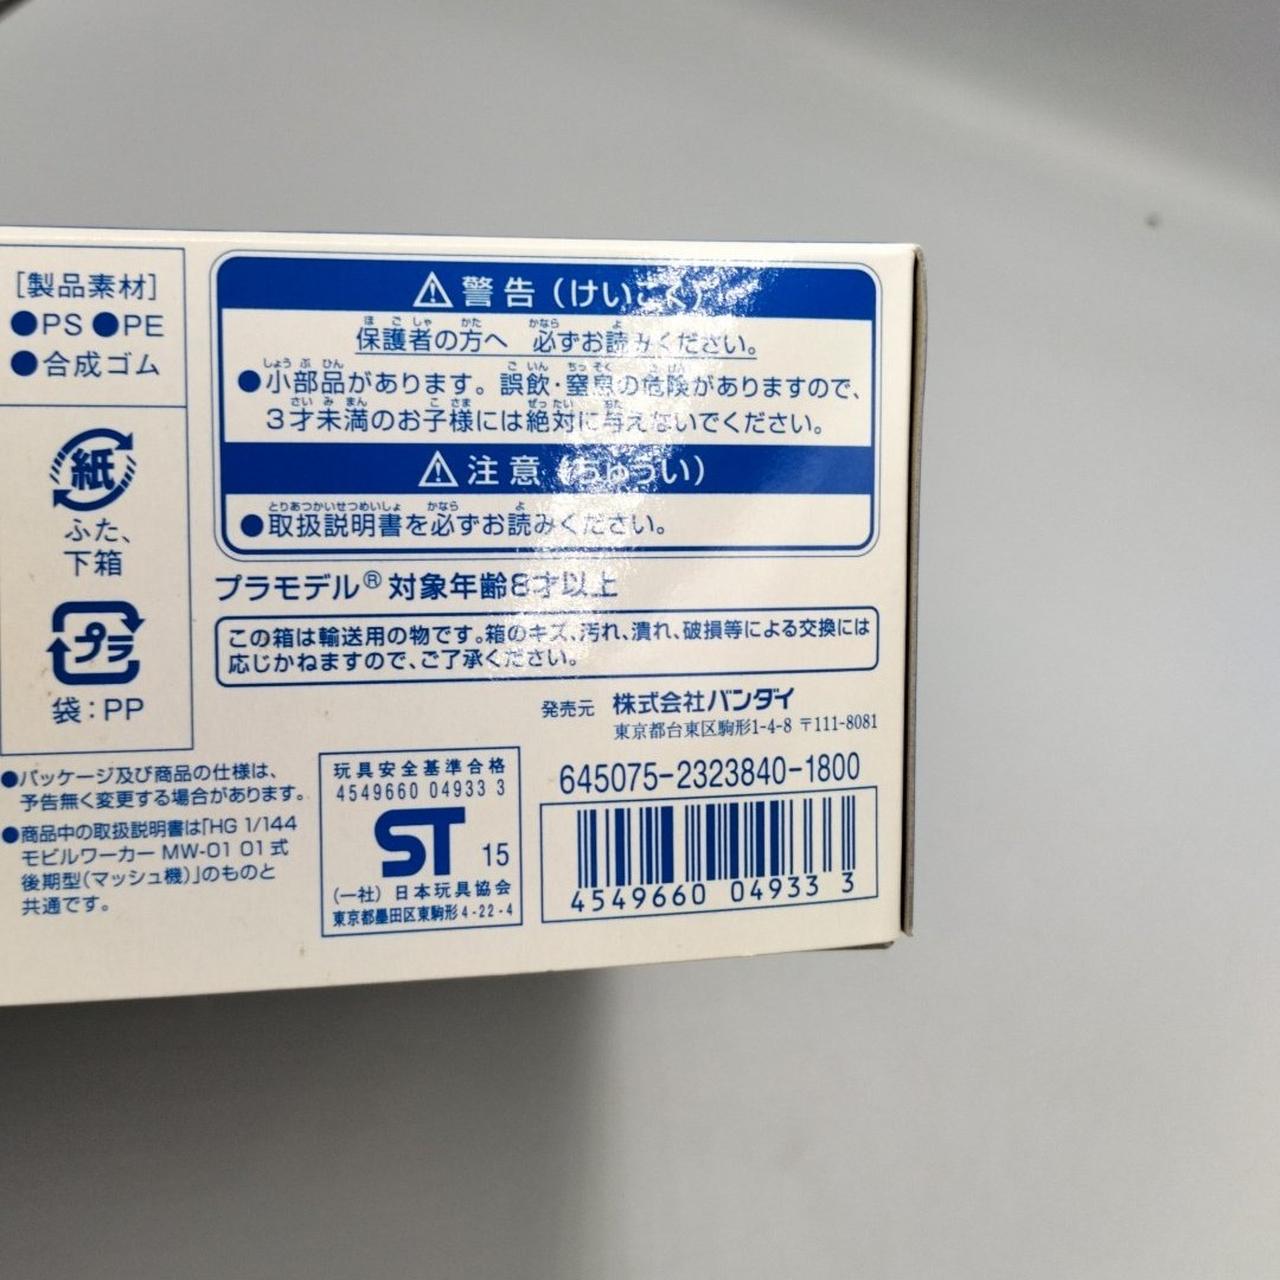 [製品素材]
●PS ●PE
●合成ゴム
紙
ふた、
下箱
プラ
袋：PP
⚠警告（けいこく）
保護者の方へ 必ずお読みください。
●小部品があります。誤飲・窒息の危険がありますので、
3才未満のお子様には絶対に与えないでください。
⚠注意（ちゅうい）
●取扱説明書を必ずお読みください。
プラモデル® 対象年齢8才以上
この箱は輸送用の物です。箱のキズ、汚れ、潰れ、破損等による交換には
応じかねますので、ご了承ください。
発売元 株式会社バンダイ
東京都台東区駒形1-4-8 〒111-8081
●パッケージ及び商品の仕様は、
予告無く変更する場合があります。
●商品中の取扱説明書は「HG 1/144
モビルワーカー MW-01 01式
後期型（マッシュ機）」のものと
共通です。
玩具安全基準合格
4549660 04933 3
ST 15
（一社）日本玩具協会
東京都墨田区東駒形4-22-4
645075-2323840-1800
4549660 04933 3